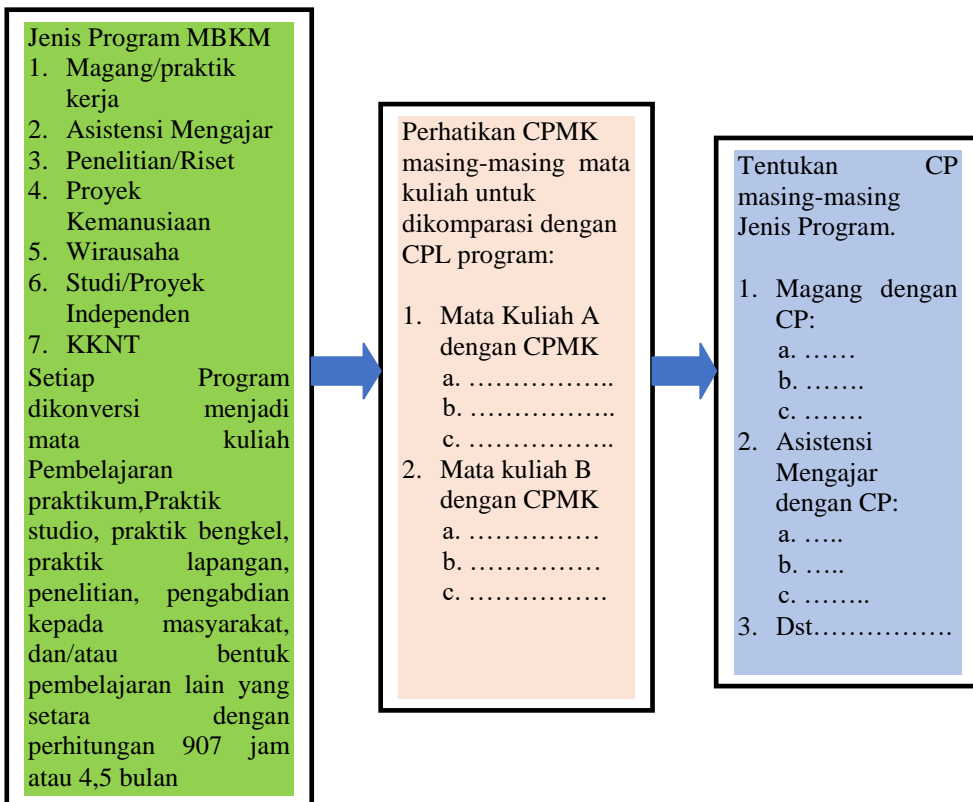 Jenis Program MBKM
1. Magang/praktik
kerja
2. Asistensi Mengajar
3. Penelitian/Riset
4. Proyek
Kemanusiaan
5. Wirausaha
6. Studi/Proyek
Independen
7. KKNT
Setiap Program
dikonversi menjadi
mata kuliah
Pembelajaran
praktikum,Praktik
studio, praktik bengkel,
praktik lapangan,
penelitian, pengabdian
kepada masyarakat,
dan/atau bentuk
pembelajaran lain yang
setara dengan
perhitungan 907 jam
atau 4,5 bulan
Perhatikan CPMK
masing-masing mata
kuliah untuk
dikomparasi dengan
CPL program:
1. Mata Kuliah A
dengan CPMK
a. ……………..
b. ……………..
c. ……………..
2. Mata kuliah B
dengan CPMK
a. ……………
b. ……………
c. …………….
Tentukan CP
masing-masing
Jenis Program.
1. Magang dengan
CP:
a. ……
b. …….
c. …….
2. Asistensi
Mengajar
dengan CP:
a. …..
b. …..
c. ……..
3. Dst…………….